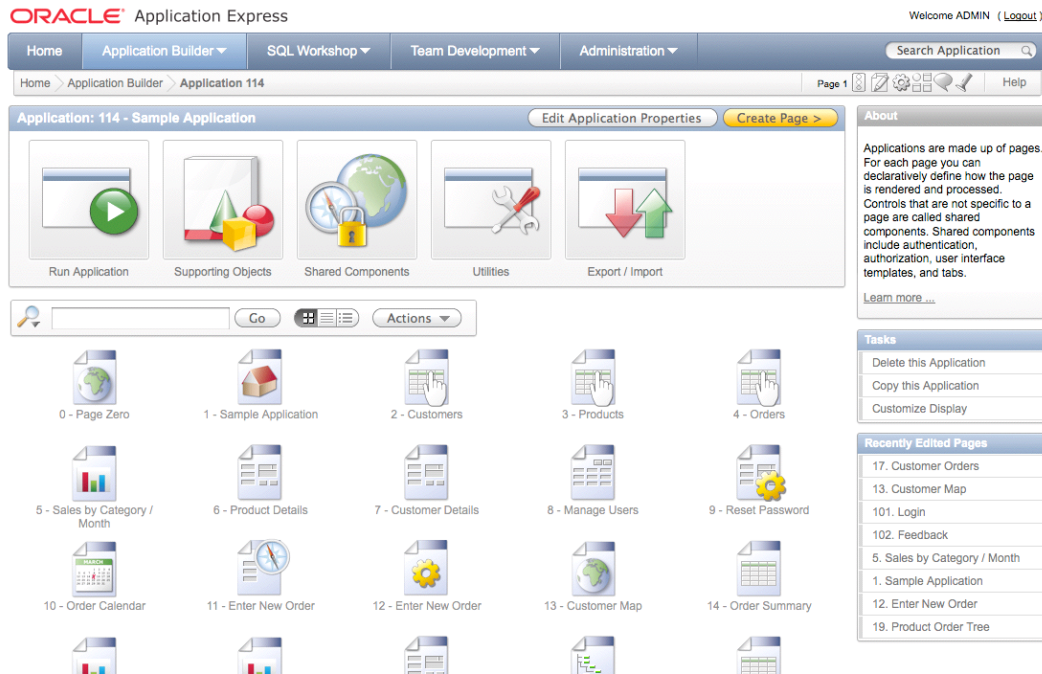 ORACLE Application Express
Welcome ADMIN ( Logout )
Home Application Builder SQL Workshop Team Development Administration
Search Application
Home Application Builder Application 114
Page 1
Help
Application: 114 - Sample Application
Edit Application Properties
Create Page >
Run Application
Supporting Objects
Shared Components
Utilities
Export / Import
Go
Actions
0 - Page Zero
1 - Sample Application
2 - Customers
3 - Products
4 - Orders
5 - Sales by Category /
Month
6 - Product Details
7 - Customer Details
8 - Manage Users
9 - Reset Password
MARCH
10 - Order Calendar
11 - Enter New Order
12 - Enter New Order
13 - Customer Map
14 - Order Summary
About
Applications are made up of pages.
For each page you can
declaratively define how the page
is rendered and processed.
Controls that are not specific to a
page are called shared
components. Shared components
include authentication,
authorization, user interface
templates, and tabs.
Learn more ...
Tasks
Delete this Application
Copy this Application
Customize Display
Recently Edited Pages
17. Customer Orders
13. Customer Map
101. Login
102. Feedback
5. Sales by Category / Month
1. Sample Application
12. Enter New Order
19. Product Order Tree